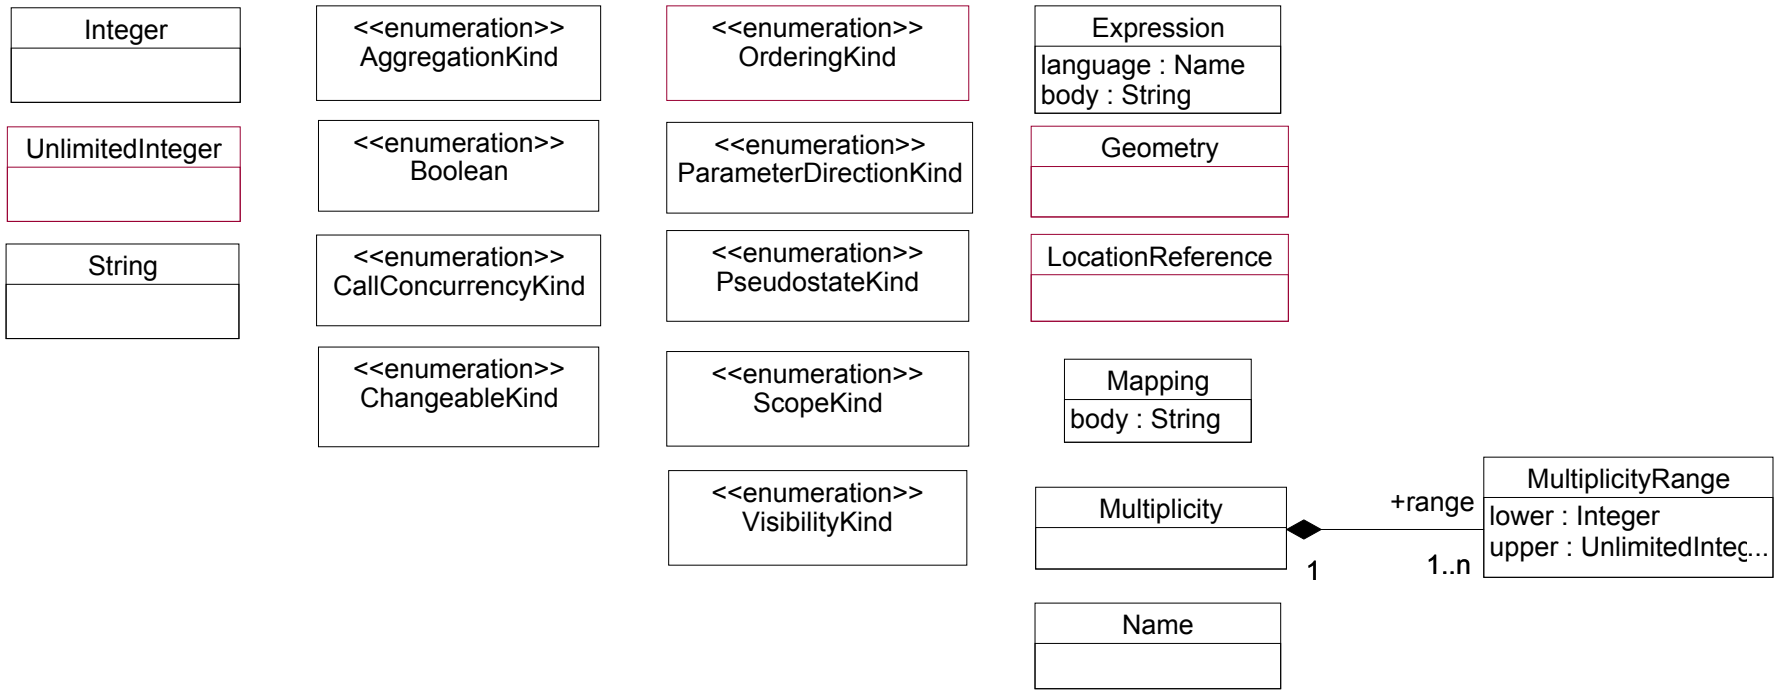 Integer
UnlimitedInteger
String
<<enumeration>>
AggregationKind
<<enumeration>>
Boolean
<<enumeration>>
CallConcurrencyKind
<<enumeration>>
ChangeableKind
<<enumeration>>
OrderingKind
<<enumeration>>
ParameterDirectionKind
<<enumeration>>
PseudostateKind
<<enumeration>>
ScopeKind
<<enumeration>>
VisibilityKind
Expression
language : Name
body : String
Geometry
LocationReference
Mapping
body : String
Multiplicity
1
+range
1..n
MultiplicityRange
lower : Integer
upper : UnlimitedInteg...
Name